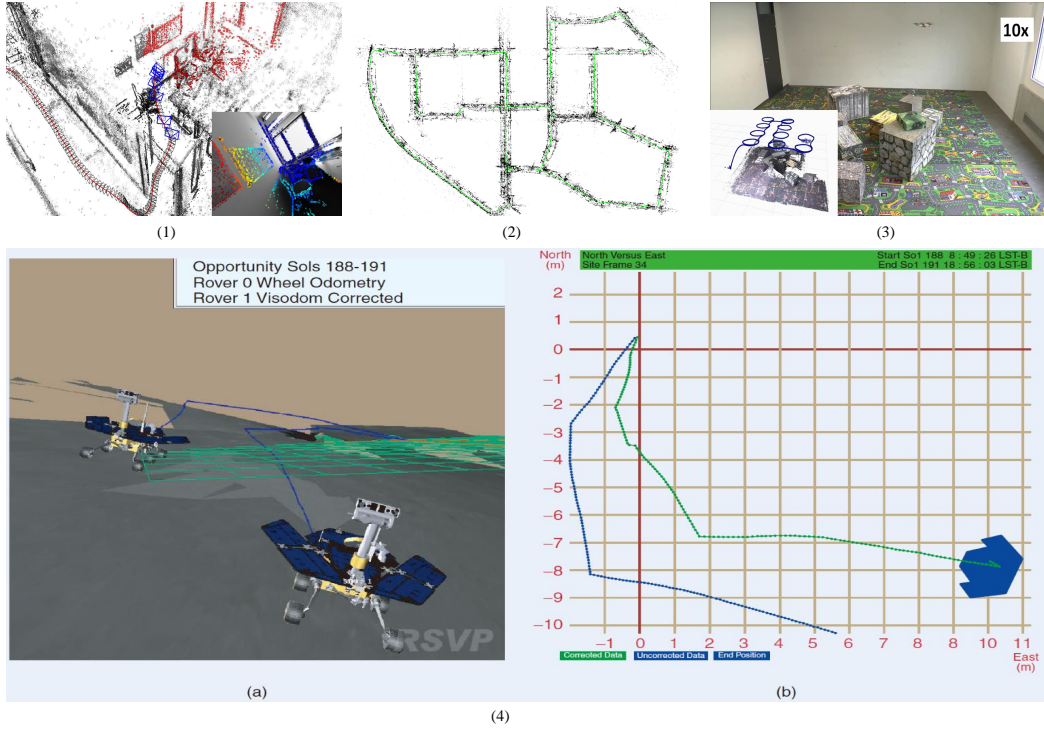 10x
(1)
(2)
(3)
Opportunity Sols 188-191
Rover 0 Wheel Odometry
Rover 1 Visodom Corrected
RSVP
(a)
North
(m)
North Versus East
Site Frame 34
Start So1 188 8 : 49 : 26 LST-B
End So1 191 18 : 56 : 03 LST-B
2
1
0
−1
−2
−3
−4
−5
−6
−7
−8
−9
−10
−1 0 1 2 3 4 5 6 7 8 8 10 11
East
(m)
Corrected Data
Uncorrected Data
End Position
(b)
(4)